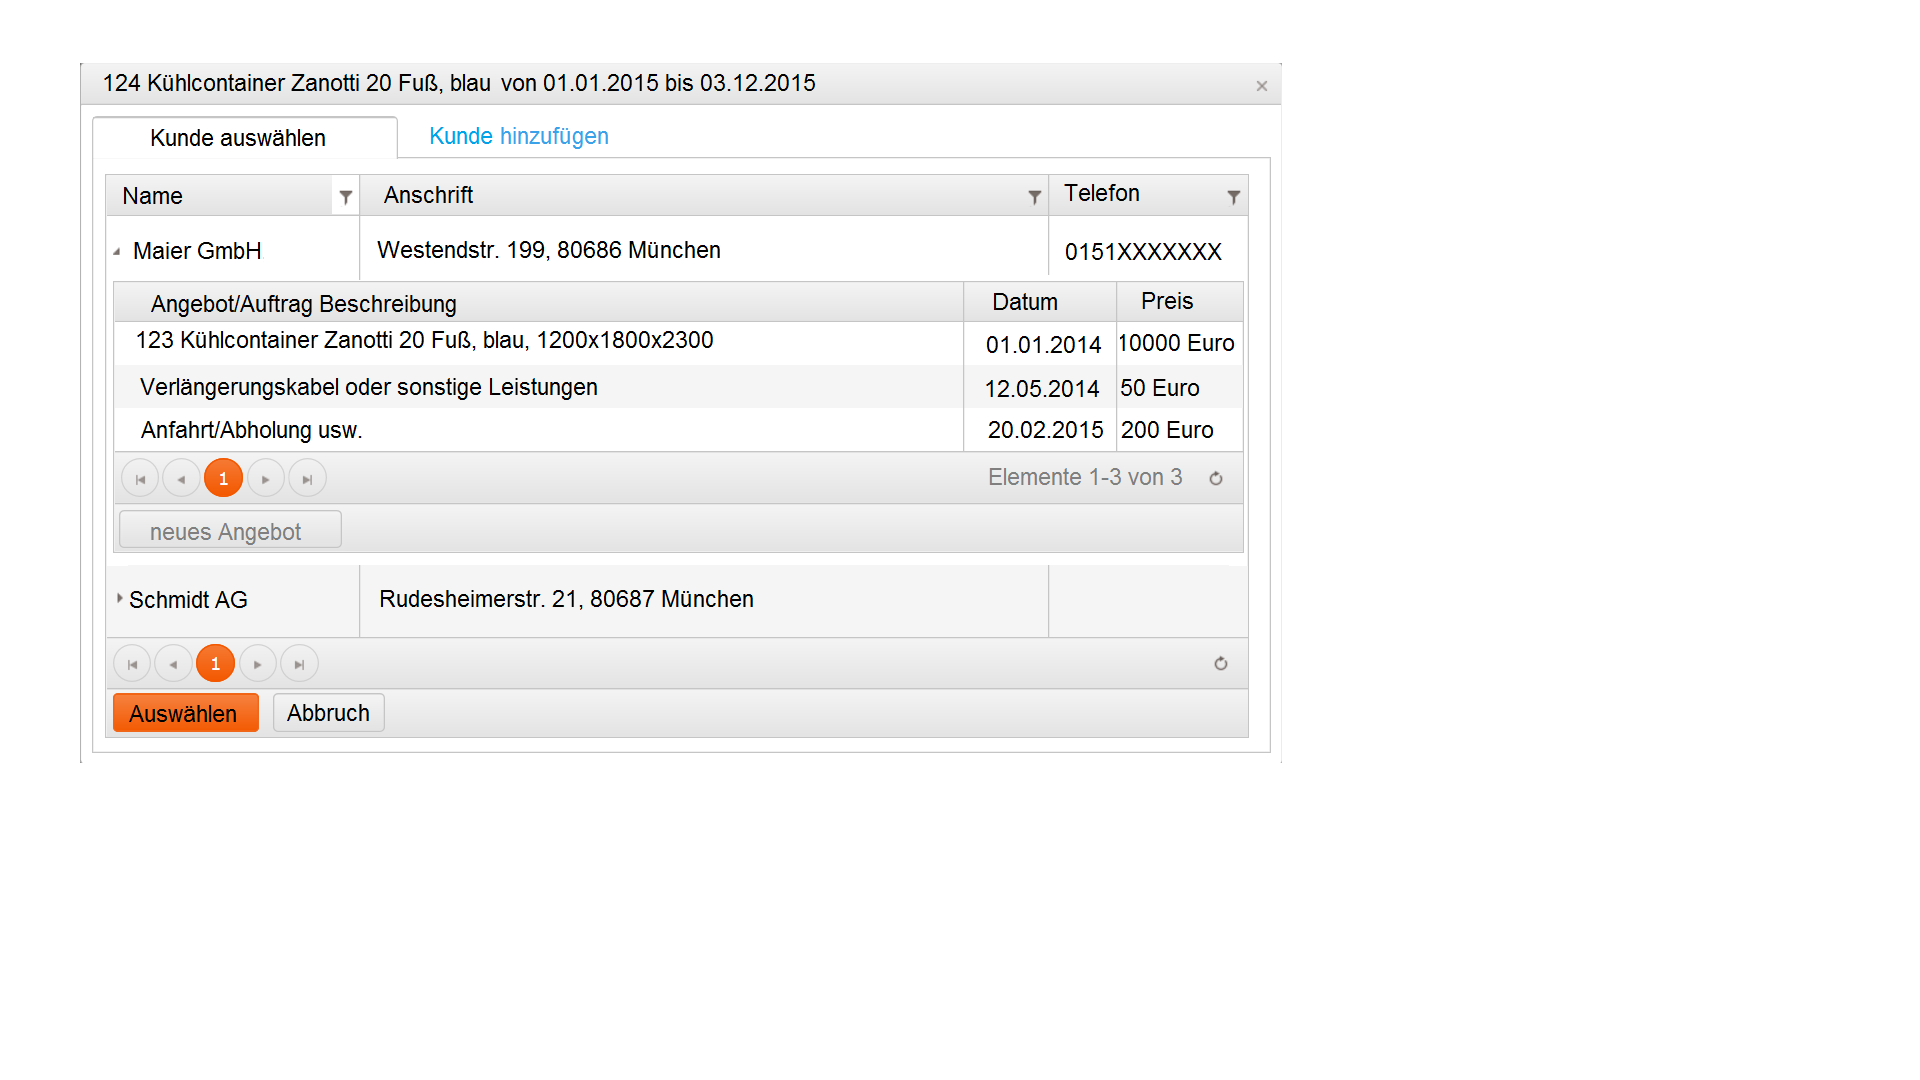 124 Kühlcontainer Zanotti 20 Fuß, blau von 01.01.2015 bis 03.12.2015
Kunde auswählen Kunde hinzufügen
Name Anschrift Telefon
Maier GmbH Westendstr. 199, 80686 München 0151XXXXXXX
Angebot/Auftrag Beschreibung Datum Preis
123 Kühlcontainer Zanotti 20 Fuß, blau, 1200x1800x2300 01.01.2014 10000 Euro
Verlängerungskabel oder sonstige Leistungen 12.05.2014 50 Euro
Anfahrt/Abholung usw. 20.02.2015 200 Euro
1 Elemente 1-3 von 3
neues Angebot
Schmidt AG Rudesheimerstr. 21, 80687 München
1
Auswählen Abbruch